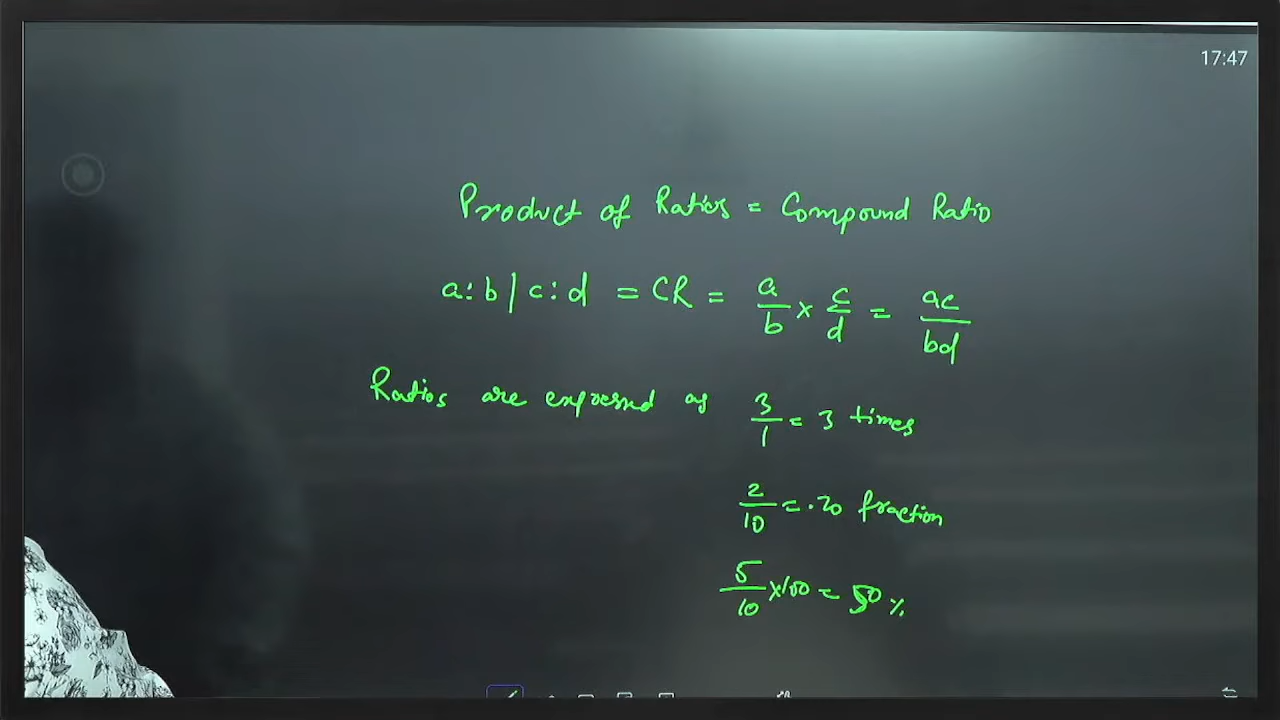 17:47
Product of Ratios = Compound Ratio
a:b | c:d = CR = a/b × c/d = ac/bd
Ratios are expressed as 3/1 = 3 times
2/10 = .20 fraction
5/10 ×100 = 50 %